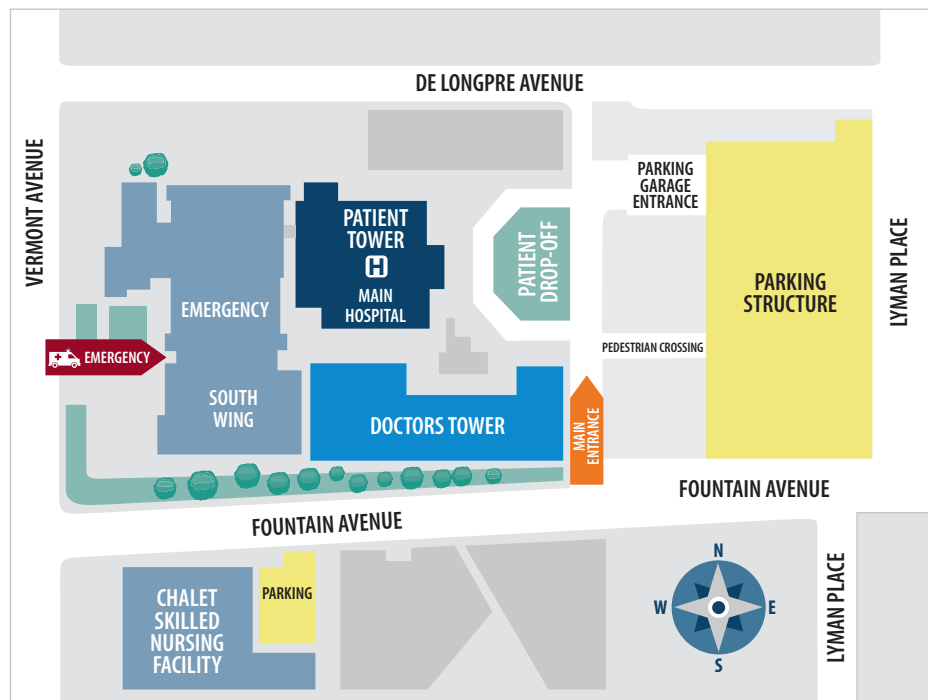 DE LONGPRE AVENUE
VERMONT AVENUE
PARKING
GARAGE
ENTRANCE
PATIENT
TOWER
H
MAIN
HOSPITAL
PATIENT
DROP-OFF
LYMAN PLACE
PARKING
STRUCTURE
EMERGENCY
EMERGENCY
PEDESTRIAN CROSSING
SOUTH
WING
DOCTORS TOWER
MAIN
ENTRANCE
FOUNTAIN AVENUE
FOUNTAIN AVENUE
N
W
E
S
LYMAN PLACE
PARKING
CHALET
SKILLED
NURSING
FACILITY